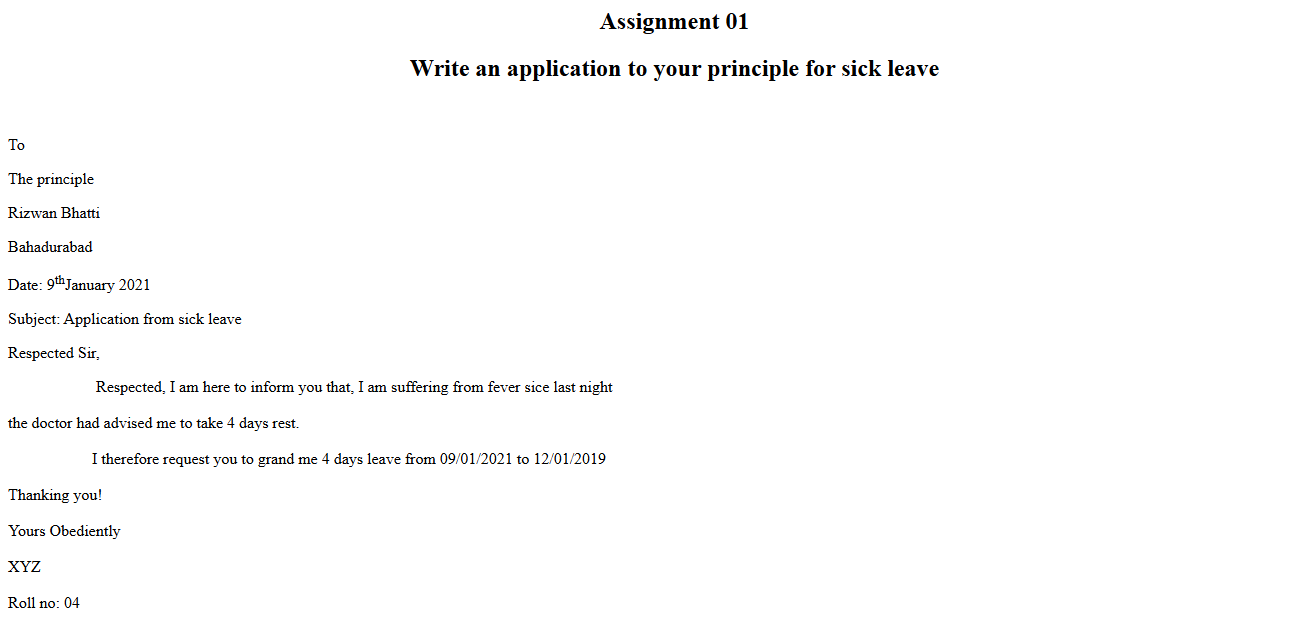 Assignment 01
Write an application to your principle for sick leave
To
The principle
Rizwan Bhatti
Bahadurabad
Date: 9thJanuary 2021
Subject: Application from sick leave
Respected Sir,
Respected, I am here to inform you that, I am suffering from fever sice last night
the doctor had advised me to take 4 days rest.
I therefore request you to grand me 4 days leave from 09/01/2021 to 12/01/2019
Thanking you!
Yours Obediently
XYZ
Roll no: 04